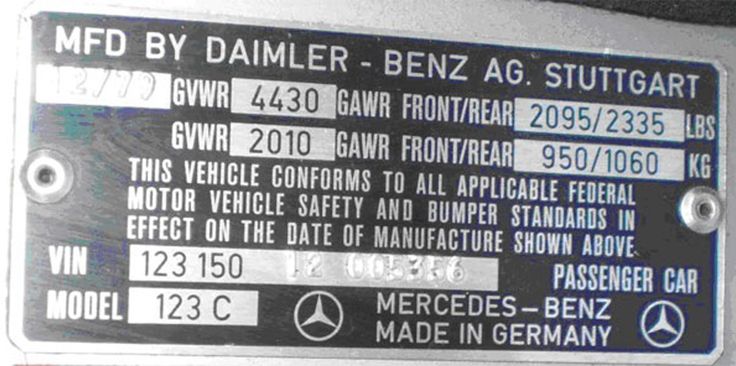 MFD BY DAIMLER - BENZ AG. STUTTGART
12/79 GVWR 4430 GAWR FRONT/REAR 2095/2335 LBS
GVWR 2010 GAWR FRONT/REAR 950/1060 KG
THIS VEHICLE CONFORMS TO ALL APPLICABLE FEDERAL
MOTOR VEHICLE SAFETY AND BUMPER STANDARDS IN
EFFECT ON THE DATE OF MANUFACTURE SHOWN ABOVE
VIN 123 150 12 005356 PASSENGER CAR
MODEL 123 C MERCEDES-BENZ
MADE IN GERMANY